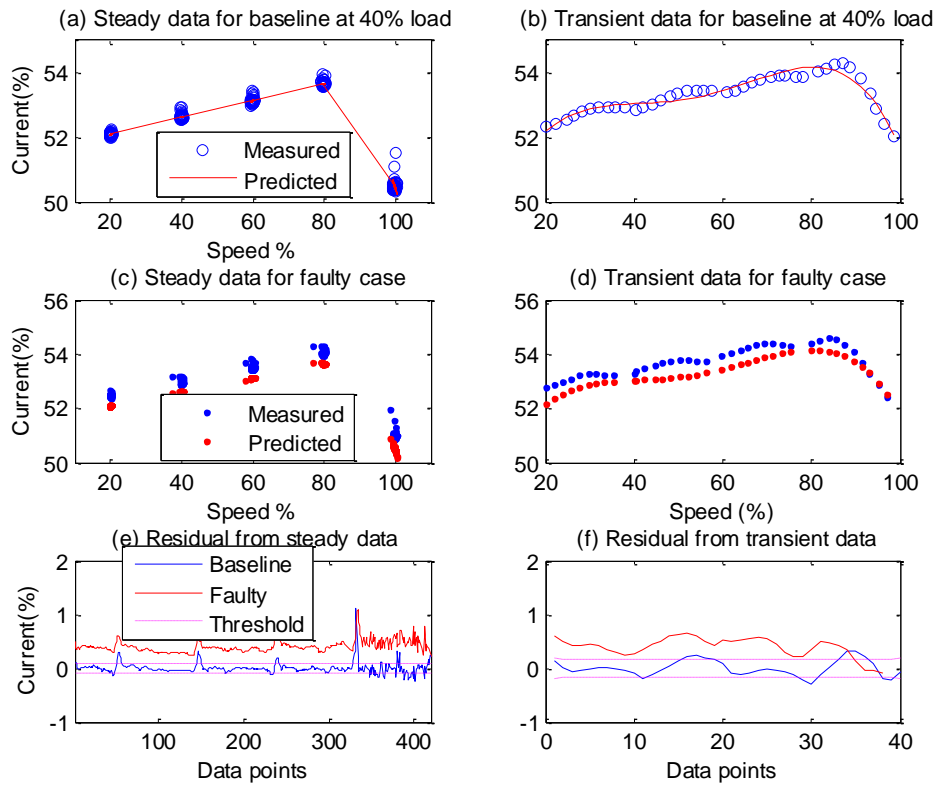 (a) Steady data for baseline at 40% load
Current(%)
54
52
50
20 40 60 80 100
Speed %
Measured
Predicted
(b) Transient data for baseline at 40% load
54
52
50
20 40 60 80 100
(c) Steady data for faulty case
Current(%)
56
54
52
50
20 40 60 80 100
Speed %
Measured
Predicted
(d) Transient data for faulty case
56
54
52
50
20 40 60 80 100
Speed (%)
(e) Residual from steady data
Current(%)
2
1
0
-1
100 200 300 400
Data points
Baseline
Faulty
Threshold
(f) Residual from transient data
2
1
0
-1
0 10 20 30 40
Data points